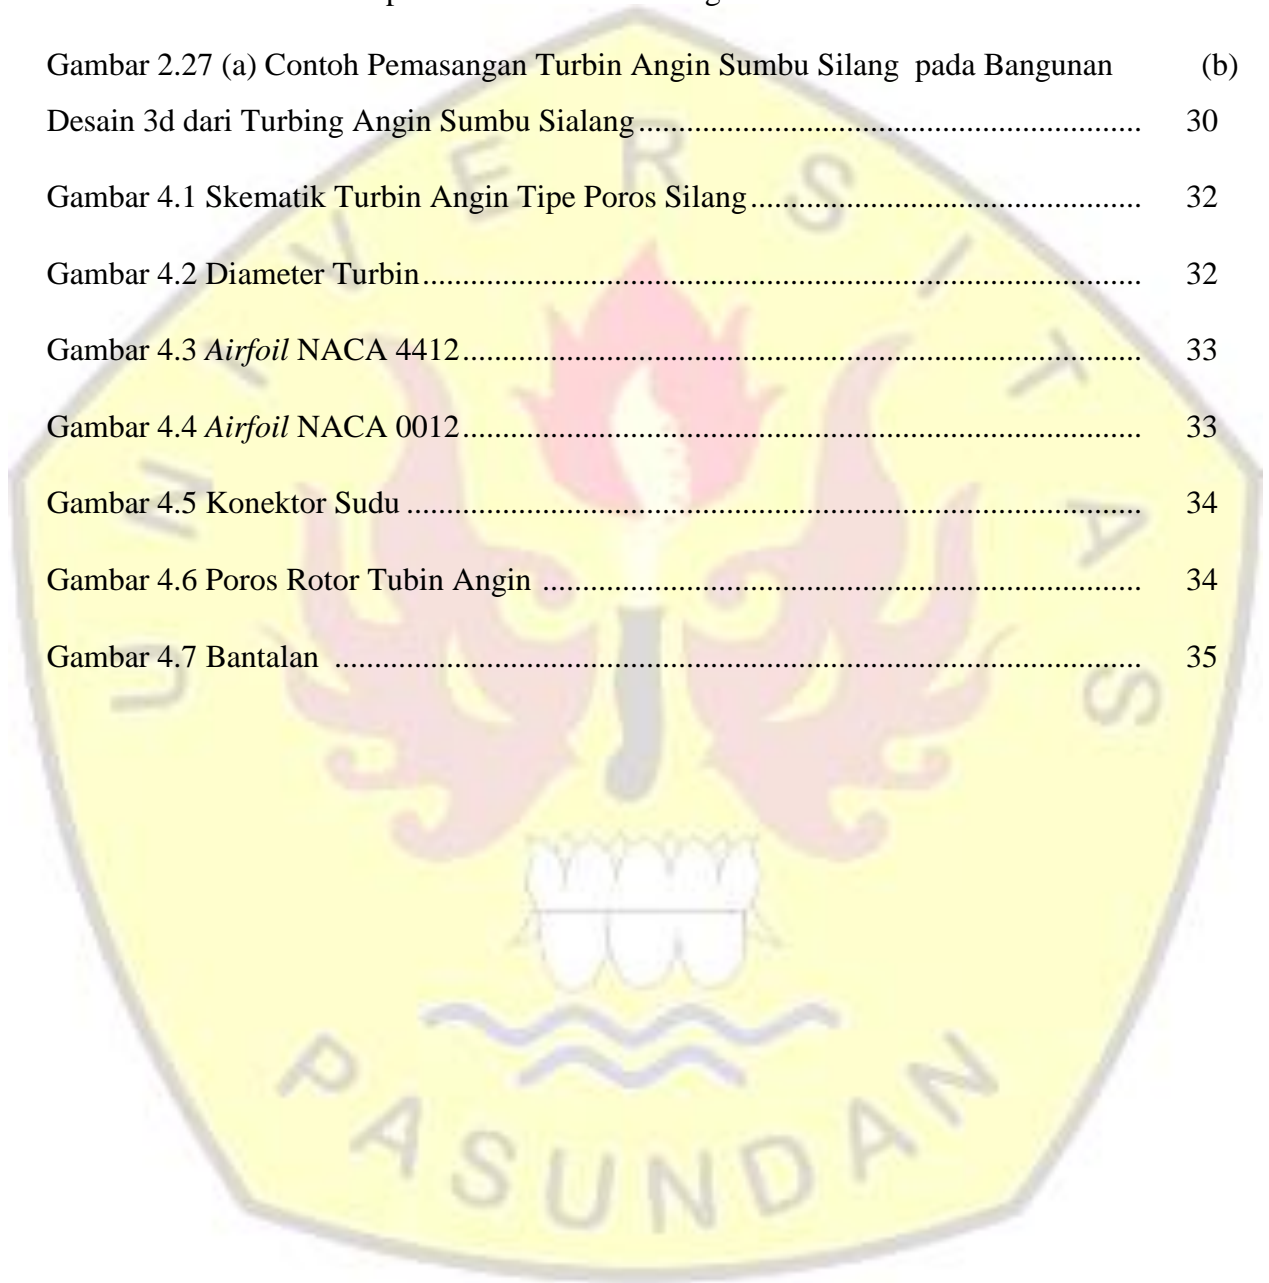 Gambar 2.27 (a) Contoh Pemasangan Turbin Angin Sumbu Silang  pada Bangunan (b)
Desain 3d dari Turbing Angin Sumbu Sialang ............................................................ 30
Gambar 4.1 Skematik Turbin Angin Tipe Poros Silang ............................................... 32
Gambar 4.2 Diameter Turbin ....................................................................................... 32
Gambar 4.3 Airfoil NACA 4412 .................................................................................. 33
Gambar 4.4 Airfoil NACA 0012 .................................................................................. 33
Gambar 4.5 Konektor Sudu ......................................................................................... 34
Gambar 4.6 Poros Rotor Tubin Angin ......................................................................... 34
Gambar 4.7 Bantalan ................................................................................................... 35
UNIVERSITAS
PASUNDAN